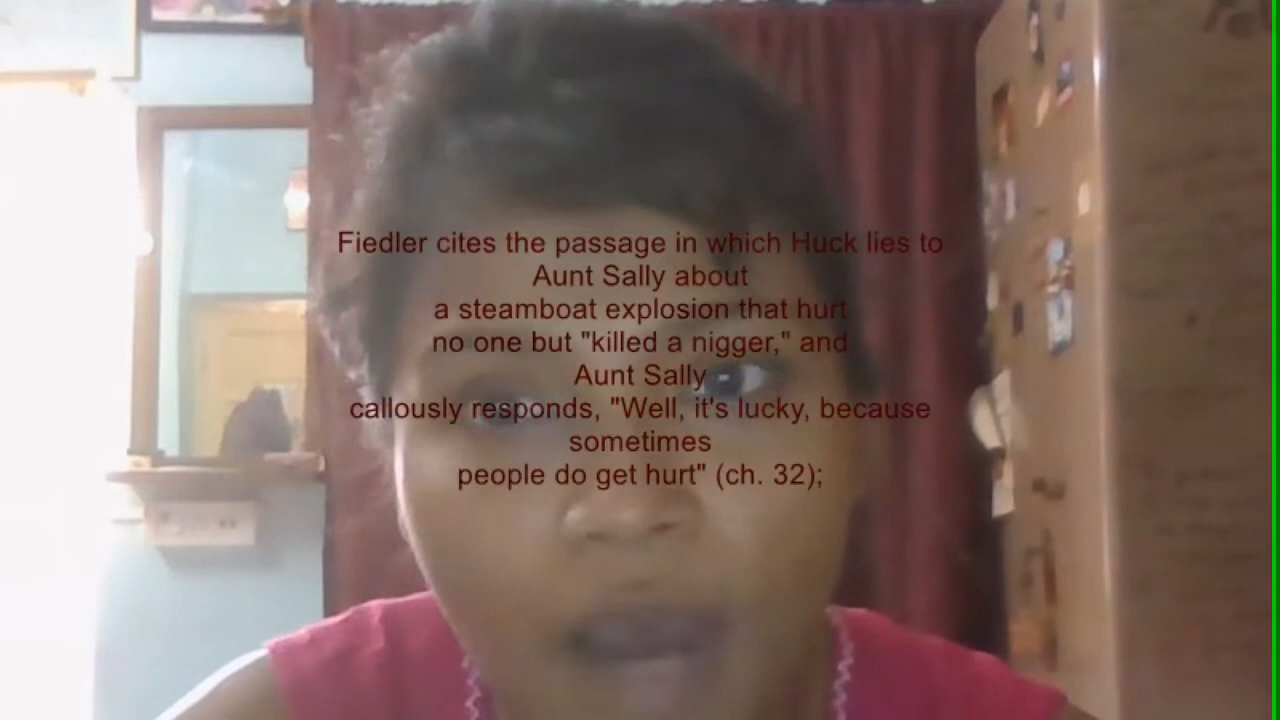 Fiedler cites the passage in which Huck lies to
Aunt Sally about
a steamboat explosion that hurt
no one but "killed a nigger," and
Aunt Sally
callously responds, "Well, it's lucky, because
sometimes
people do get hurt" (ch. 32);